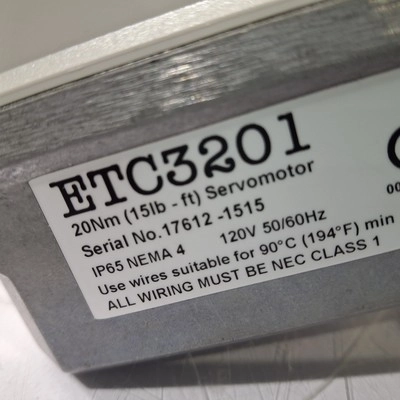 ETC3201
20Nm (15lb - ft) Servomotor
Serial No.17612 -1515
IP65 NEMA 4 120V 50/60Hz
Use wires suitable for 90°C (194°F) min
ALL WIRING MUST BE NEC CLASS 1
00